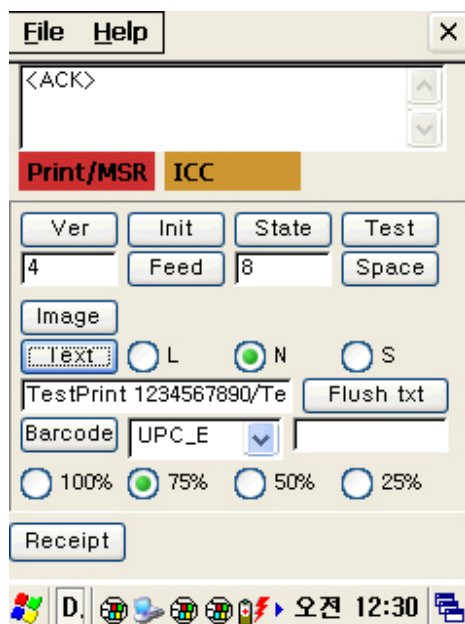 File Help
<ACK>
Print/MSR ICC
Ver Init State Test
4 Feed 8 Space
Image
Text L N S
TestPrint 1234567890/Te Flush txt
Barcode UPC_E
100% 75% 50% 25%
Receipt
D. 오전 12:30